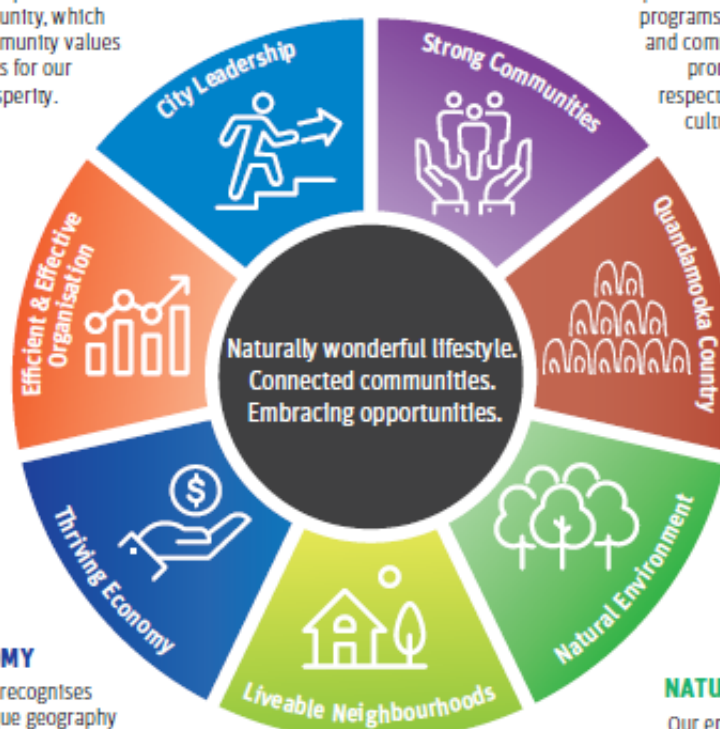 unity, which
munity values
s for our
sperity.
programs
and com
pro
respect
cult
City Leadership
Strong Communities
Quandamooka Country
Natural Environment
Liveable Neighbourhoods
Thriving Economy
Efficient & Effective
Organisation
$
Naturally wonderful lifestyle.
Connected communities.
Embracing opportunities.
OMY
recognises
ue geography
NATU
Our en